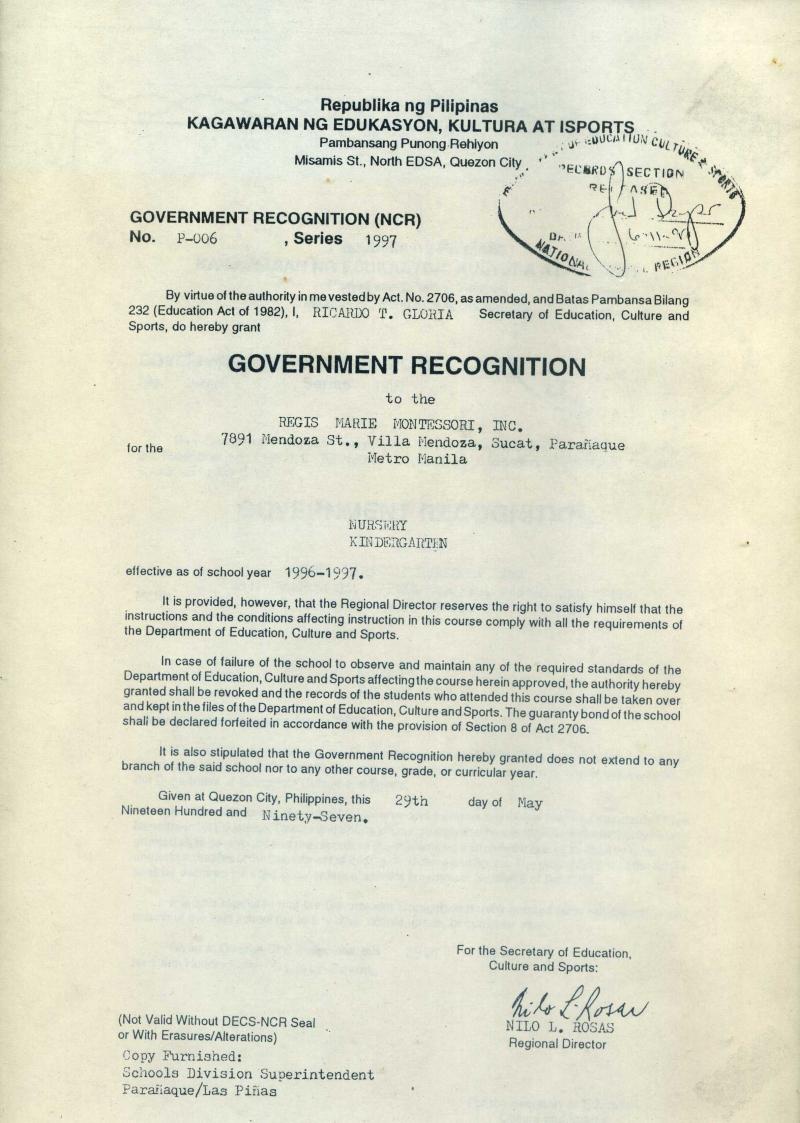 Republika ng Pilipinas
KAGAWARAN NG EDUKASYON, KULTURA AT ISPORTS
Pambansang Punong Rehiyon
Misamis St., North EDSA, Quezon City
EDUCATION CULTURE & SPORTS
RECORDS SECTION
RELEASED
NATIONAL REGION
GOVERNMENT RECOGNITION (NCR)
No. P-006 , Series 1997
By virtue of the authority in me vested by Act. No. 2706, as amended, and Batas Pambansa Bilang
232 (Education Act of 1982), I, RICARDO T. GLORIA Secretary of Education, Culture and
Sports, do hereby grant
GOVERNMENT RECOGNITION
to the
REGIS MARIE MONTESSORI, INC.
7891 Mendoza St., Villa Mendoza, Sucat, Parañaque
for the
Metro Manila
NURSERY
KINDERGARTEN
effective as of school year 1996-1997.
It is provided, however, that the Regional Director reserves the right to satisfy himself that the
instructions and the conditions affecting instruction in this course comply with all the requirements of
the Department of Education, Culture and Sports.
In case of failure of the school to observe and maintain any of the required standards of the
Department of Education, Culture and Sports affecting the course herein approved, the authority hereby
granted shall be revoked and the records of the students who attended this course shall be taken over
and kept in the files of the Department of Education, Culture and Sports. The guaranty bond of the school
shall be declared forfeited in accordance with the provision of Section 8 of Act 2706.
It is also stipulated that the Government Recognition hereby granted does not extend to any
branch of the said school nor to any other course, grade, or curricular year.
Given at Quezon City, Philippines, this 29th day of May
Nineteen Hundred and Ninety-Seven.
For the Secretary of Education,
Culture and Sports:
Nilo L. Rosas
NILO L. ROSAS
Regional Director
(Not Valid Without DECS-NCR Seal
or With Erasures/Alterations)
Copy Furnished:
Schools Division Superintendent
Parañaque/Las Piñas